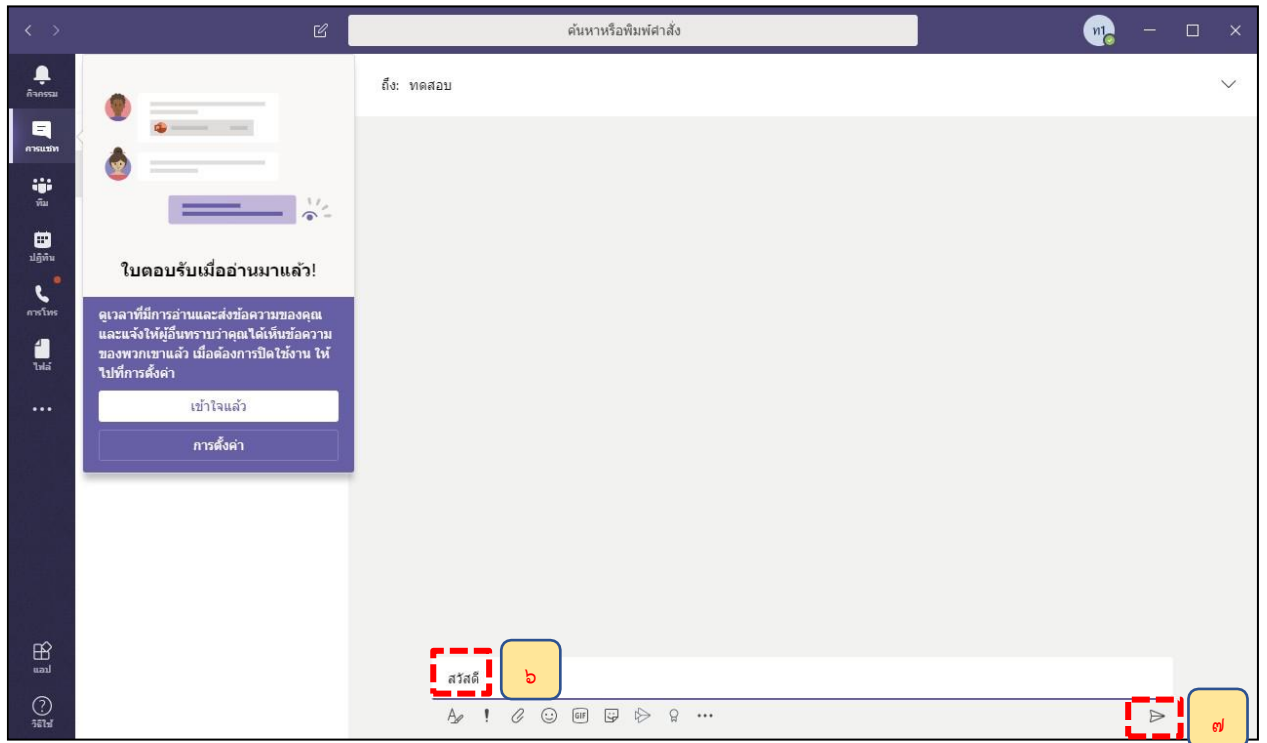 ค้นหาหรือพิมพ์คำสั่ง
ท1
กิจกรรม
การแชท
ทีม
ปฏิทิน
การโทร
ไฟล์
แอป
วิธีใช้
ใบตอบรับเมื่ออ่านมาแล้ว!
ดูเวลาที่มีการอ่านและส่งข้อความของคุณ
และแจ้งให้ผู้อื่นทราบว่าคุณได้เห็นข้อความ
ของพวกเขาแล้ว เมื่อต้องการปิดใช้งาน ให้
ไปที่การตั้งค่า
เข้าใจแล้ว
การตั้งค่า
ถึง: ทดสอบ
สวัสดี
๖
GIF
๗